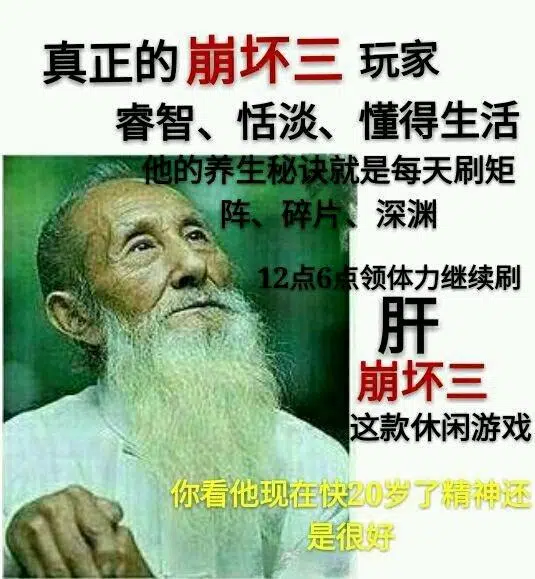 真正的崩坏三玩家
睿智、恬淡、懂得生活
他的养生秘诀就是每天刷矩
阵、碎片、深渊
12点6点领体力继续刷
肝
崩坏三
这款休闲游戏
你看他现在快20岁了精神还
是很好